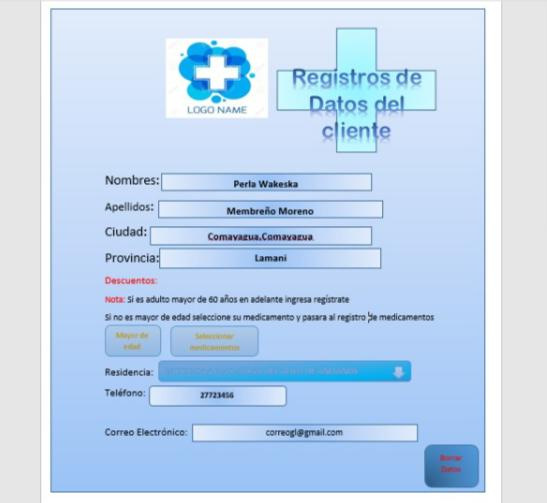 LOGO NAME
Registros de
Datos del
cliente
Nombres: Perla Wakeska
Apellidos: Membreño Moreno
Ciudad: Comayagua,Comayagua
Provincia: Lamani
Descuentos:
Nota: Si es adulto mayor de 60 años en adelante ingresa regístrate
Si no es mayor de edad seleccione su medicamento y pasara al registro de medicamentos
Mayor de
edad
Seleccionar
medicamentos
Residencia:
Teléfono: 27723456
Correo Electrónico: correogl@gmail.com
Borrar
Datos